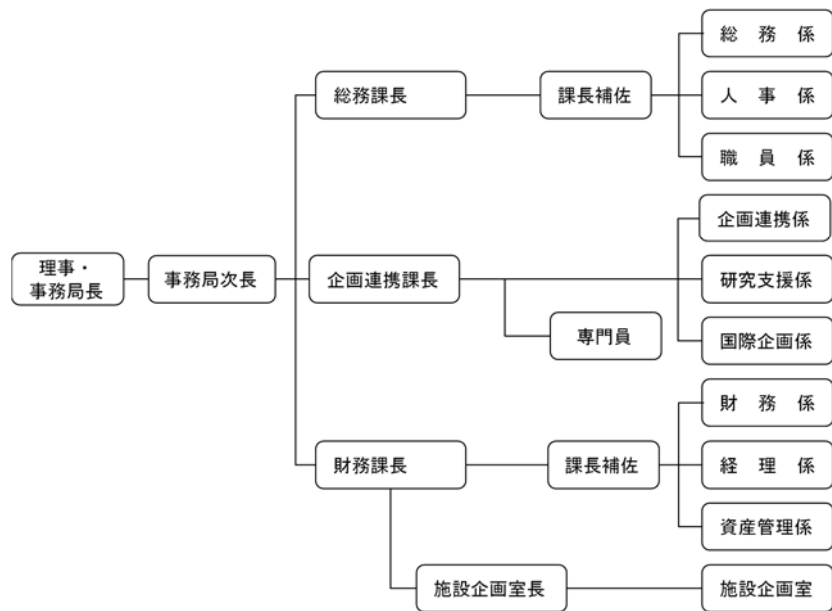 総務係
総務課長
課長補佐
人事係
職員係
企画連携係
理事・
事務局長
事務局次長
企画連携課長
研究支援係
専門員
国際企画係
財務係
財務課長
課長補佐
経理係
資産管理係
施設企画室長
施設企画室